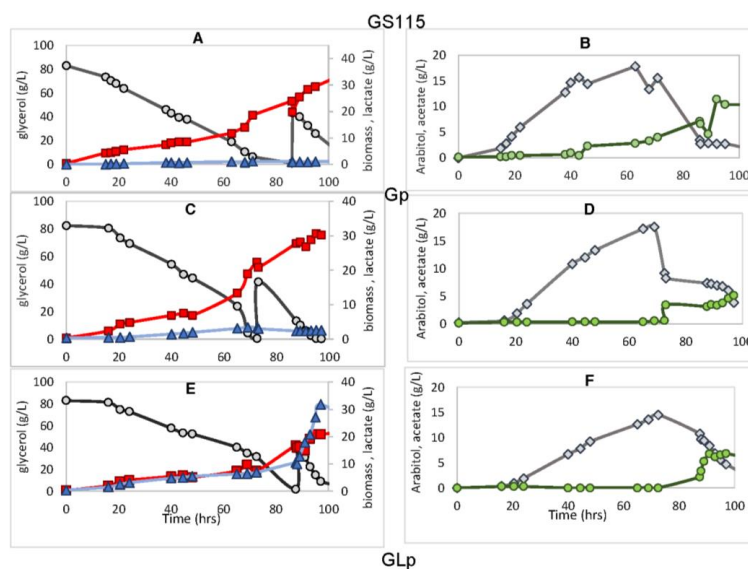 GS115
A
glycerol (g/L)
100
80
60
40
20
0
0 20 40 60 80 100
40
30
20
10
0
biomass , lactate (g/L)
B
Arabitol, acetate (g/L)
20
15
10
5
0
0 20 40 60 80 100
Gp
C
glycerol (g/L)
100
80
60
40
20
0
0 20 40 60 80 100
40
30
20
10
0
biomass , lactate (g/L)
D
Arabitol, acetate (g/L)
20
15
10
5
0
0 20 40 60 80 100
E
glycerol (g/L)
100
80
60
40
20
0
0 20 40 60 80 100
Time (hrs)
40
30
20
10
0
biomass , lactate (g/L)
F
Arabitol, acetate (g/L)
20
15
10
5
0
0 20 40 60 80 100
Time (hrs)
GLp